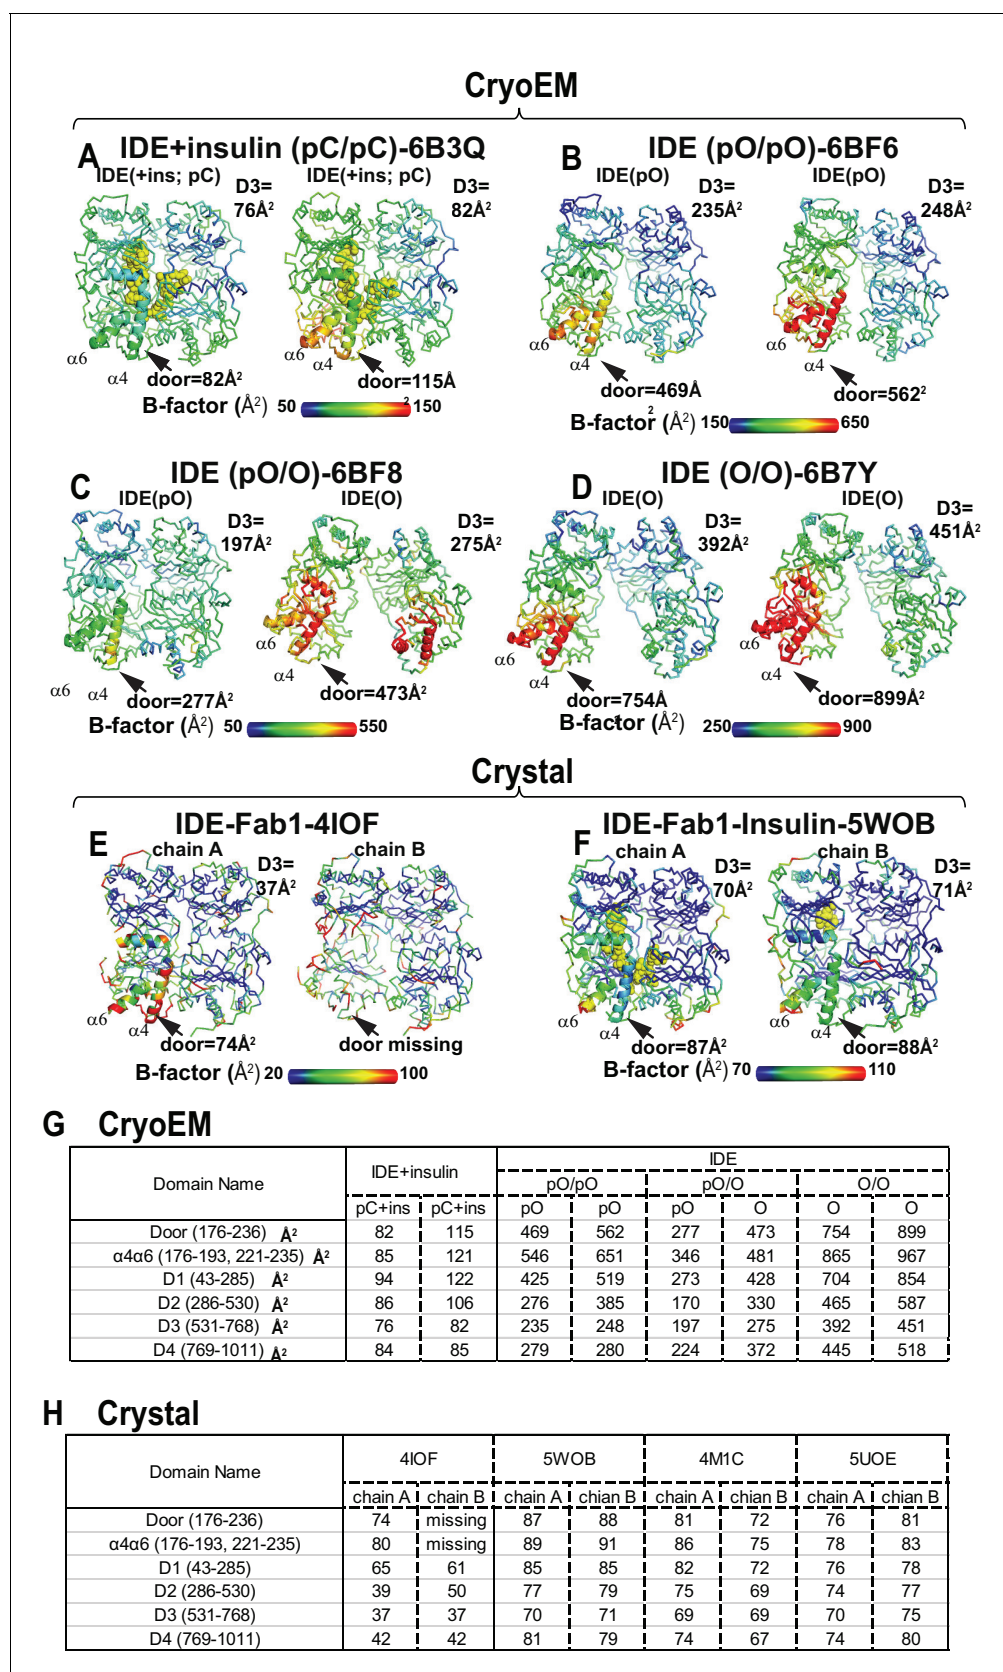 CryoEM
A IDE+insulin (pC/pC)-6B3Q
IDE(+ins; pC) IDE(+ins; pC)
D3=
76Å²
D3=
82Å²
α6
α4
door=82Å²
α6
α4
door=115Å
2
B-factor (Å²) 50 150
B IDE (pO/pO)-6BF6
IDE(pO) IDE(pO)
D3=
235Å²
D3=
248Å²
α6
α4
door=469Å
2
α6
α4
door=562²
B-factor (Å²) 150 650
C IDE (pO/O)-6BF8
IDE(pO) IDE(O)
D3=
197Å²
D3=
275Å²
α6 α4
door=277Å²
α6
α4
door=473Å²
B-factor (Å²) 50 550
D IDE (O/O)-6B7Y
IDE(O) IDE(O)
D3=
392Å²
D3=
451Å²
α6
α4
door=754Å
α6
α4
door=899Å²
B-factor (Å²) 250 900
Crystal
E IDE-Fab1-4IOF
chain A chain B
D3=
37Å²
α6
α4
door=74Å²
door missing
B-factor (Å²) 20 100
F IDE-Fab1-Insulin-5WOB
chain A chain B
D3=
70Å²
D3=
71Å²
α6
α4
door=87Å²
α6
α4
door=88Å²
B-factor (Å²) 70 110
G CryoEM
Domain Name IDE+insulin IDE
pO/pO pO/O O/O
pC+ins pC+ins pO pO pO O O O
Door (176-236) Å² 82 115 469 562 277 473 754 899
α4α6 (176-193, 221-235) Å² 85 121 546 651 346 481 865 967
D1 (43-285) Å² 94 122 425 519 273 428 704 854
D2 (286-530) Å² 86 106 276 385 170 330 465 587
D3 (531-768) Å² 76 82 235 248 197 275 392 451
D4 (769-1011) Å² 84 85 279 280 224 372 445 518
H Crystal
Domain Name 4IOF 5WOB 4M1C 5UOE
chain A chain B chain A chian B chain A chian B chain A chian B
Door (176-236) 74 missing 87 88 81 72 76 81
α4α6 (176-193, 221-235) 80 missing 89 91 86 75 78 83
D1 (43-285) 65 61 85 85 82 72 76 78
D2 (286-530) 39 50 77 79 75 69 74 77
D3 (531-768) 37 37 70 71 69 69 70 75
D4 (769-1011) 42 42 81 79 74 67 74 80